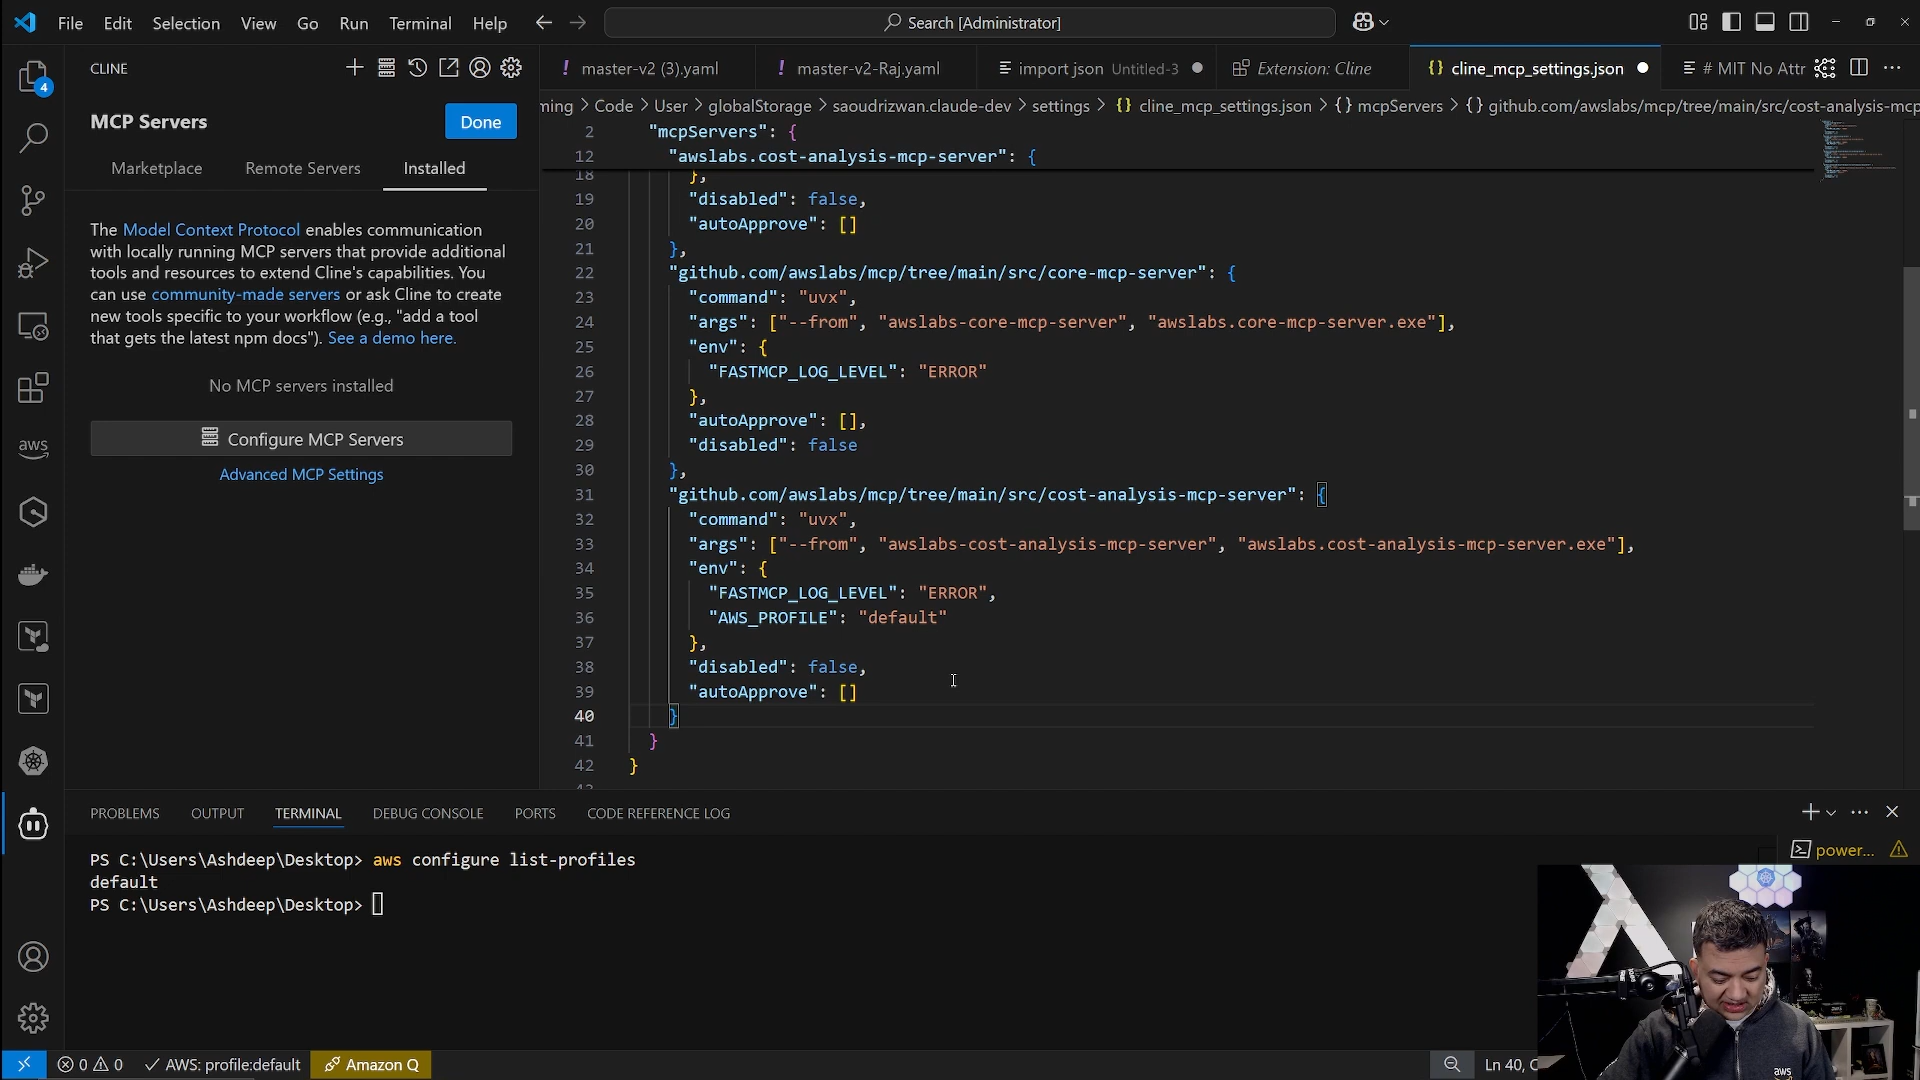 File Edit Selection View Go Run Terminal Help
Search [Administrator]
CLINE
master-v2 (3).yaml
master-v2-Raj.yaml
import json Untitled-3
Extension: Cline
cline_mcp_settings.json
# MIT No Attr
ming > Code > User > globalStorage > saoudrizwan.claude-dev > settings > {} cline_mcp_settings.json > {} mcpServers > {} github.com/awslabs/mcp/tree/main/src/cost-analysis-mcp
4
MCP Servers
Done
Marketplace Remote Servers Installed
The Model Context Protocol enables communication
with locally running MCP servers that provide additional
tools and resources to extend Cline's capabilities. You
can use community-made servers or ask Cline to create
new tools specific to your workflow (e.g., "add a tool
that gets the latest npm docs"). See a demo here.
No MCP servers installed
Configure MCP Servers
Advanced MCP Settings
aws
2 "mcpServers": {
12 "awslabs.cost-analysis-mcp-server": {
18 },
19 "disabled": false,
20 "autoApprove": []
21 },
22 "github.com/awslabs/mcp/tree/main/src/core-mcp-server": {
23 "command": "uvx",
24 "args": ["--from", "awslabs-core-mcp-server", "awslabs.core-mcp-server.exe"],
25 "env": {
26 "FASTMCP_LOG_LEVEL": "ERROR"
27 },
28 "autoApprove": [],
29 "disabled": false
30 },
31 "github.com/awslabs/mcp/tree/main/src/cost-analysis-mcp-server": {
32 "command": "uvx",
33 "args": ["--from", "awslabs-cost-analysis-mcp-server", "awslabs.cost-analysis-mcp-server.exe"],
34 "env": {
35 "FASTMCP_LOG_LEVEL": "ERROR",
36 "AWS_PROFILE": "default"
37 },
38 "disabled": false,
39 "autoApprove": []
40 }
41 }
42 }
PROBLEMS OUTPUT TERMINAL DEBUG CONSOLE PORTS CODE REFERENCE LOG
PS C:\Users\Ashdeep\Desktop> aws configure list-profiles
default
PS C:\Users\Ashdeep\Desktop>
power...
0 0 AWS: profile:default Amazon Q
Ln 40,
aws